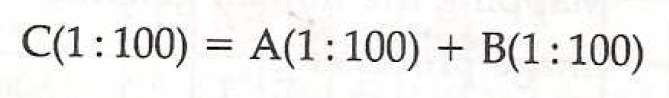 C(1 : 100) = A(1 : 100) + B(1 : 100)